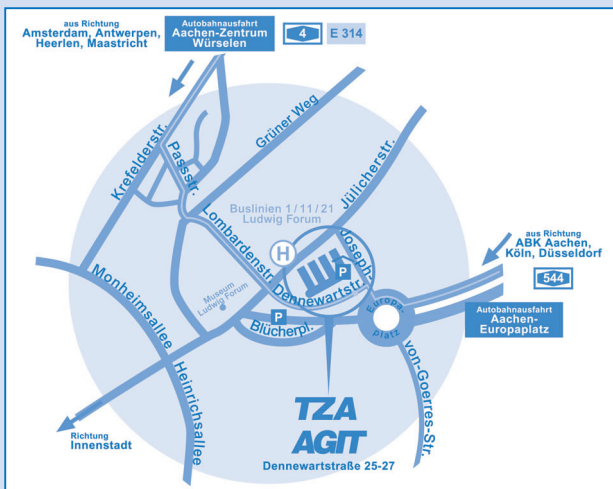 aus Richtung
Amsterdam, Antwerpen,
Heerlen, Maastricht
Autobahnausfahrt
Aachen-Zentrum
Würselen
4
E 314
Krefelderstr.
Passstr.
Grüner Weg
Jülicherstr.
Buslinien 1/11/21
Ludwig Forum
Lombardenstr.
H
Joseph-
P
Dennewartstr.
aus Richtung
ABK Aachen,
Köln, Düsseldorf
544
Autobahnausfahrt
Aachen-
Europaplatz
Monheimsallee
Museum
Ludwig Forum
P
Blücherpl.
Europa-
platz
von-Goerres-Str.
Heinrichsallee
Richtung
Innenstadt
TZA
AGIT
Dennewartstraße 25-27